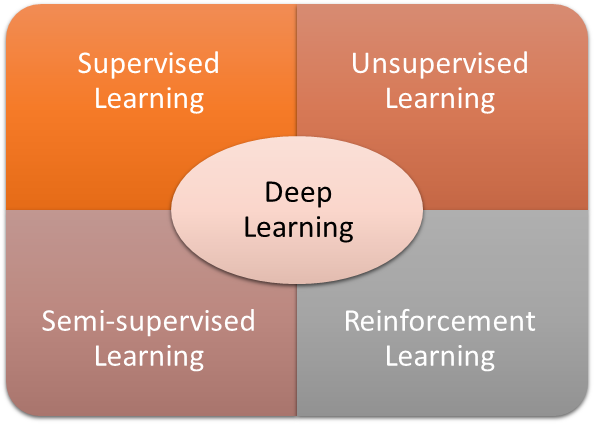 Supervised
Learning
Unsupervised
Learning
Deep
Learning
Semi-supervised
Learning
Reinforcement
Learning